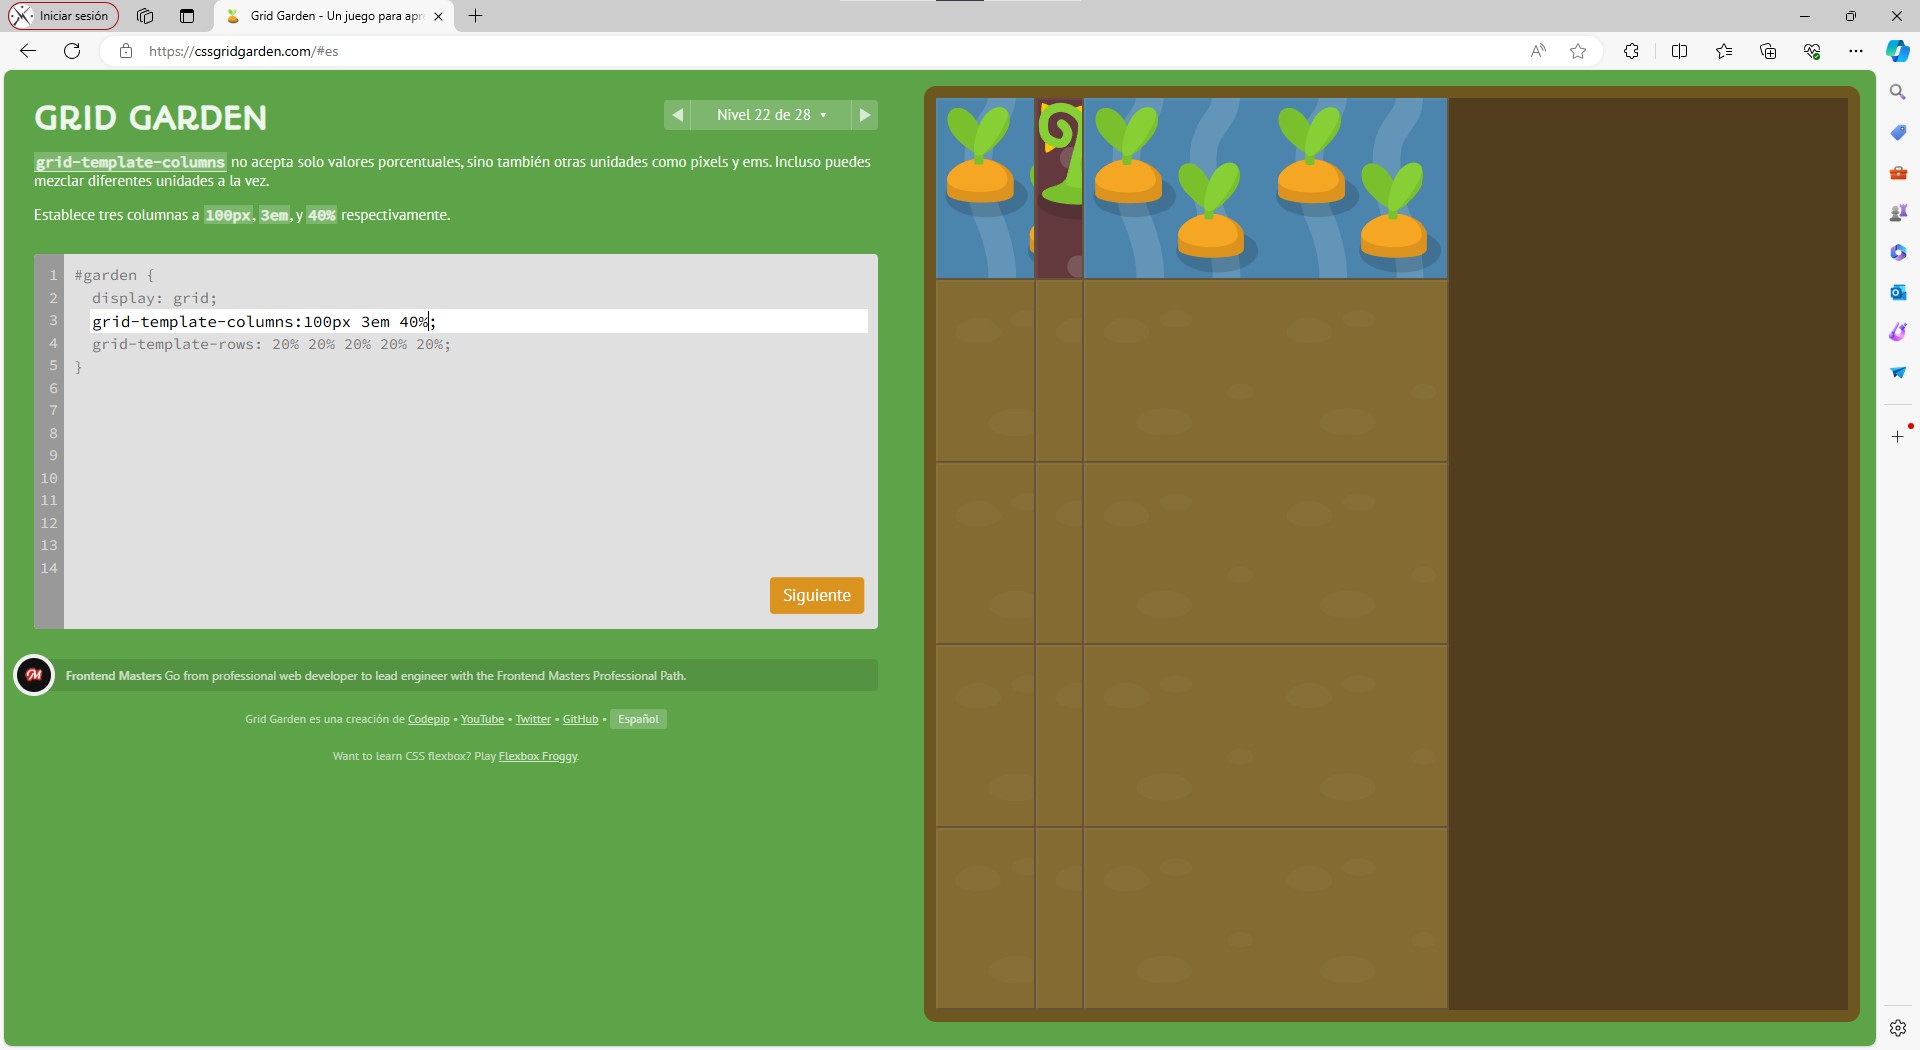 Iniciar sesión
Grid Garden - Un juego para apre
https://cssgridgarden.com/#es
GRID GARDEN
Nivel 22 de 28
grid-template-columns no acepta solo valores porcentuales, sino también otras unidades como pixels y ems. Incluso puedes
mezclar diferentes unidades a la vez.
Establece tres columnas a 100px, 3em, y 40% respectivamente.
1 #garden {
2 display: grid;
3 grid-template-columns:100px 3em 40%;
4 grid-template-rows: 20% 20% 20% 20% 20%;
5 }
6
7
8
9
10
11
12
13
14
Siguiente
Frontend Masters Go from professional web developer to lead engineer with the Frontend Masters Professional Path.
Grid Garden es una creación de Codepip • YouTube • Twitter • GitHub • Español
Want to learn CSS flexbox? Play Flexbox Froggy.